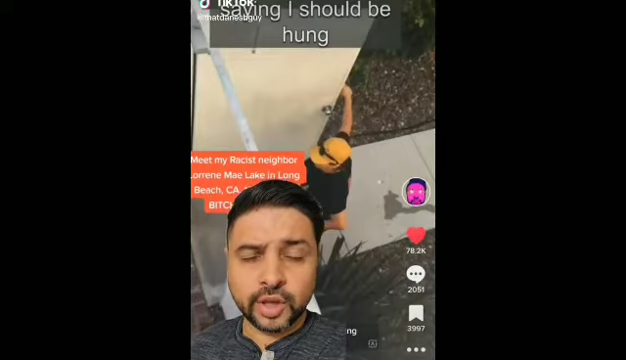 TikTok
saying I should be
hung
Meet my Racist neighbor
Lorrene Mae Lake in Long
Beach, CA
BITCH
78.2K
2051
3997